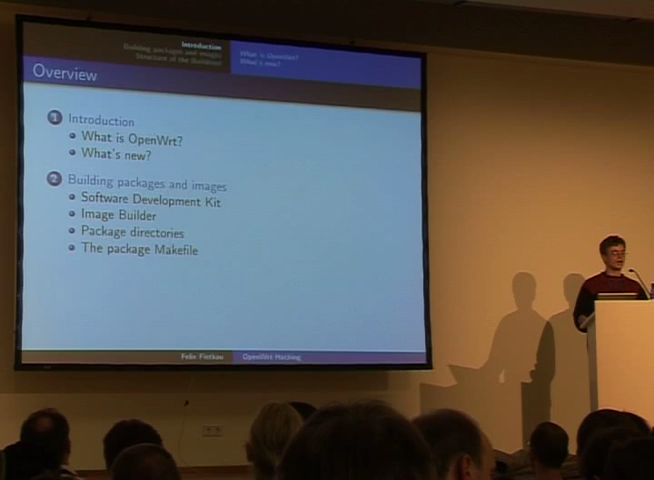 Introduction
Building packages and images
Structure of the Buildroot
What is OpenWrt?
What's new?
Overview
1 Introduction
What is OpenWrt?
What's new?
2 Building packages and images
Software Development Kit
Image Builder
Package directories
The package Makefile
Felix Fietkau
OpenWrt Hacking